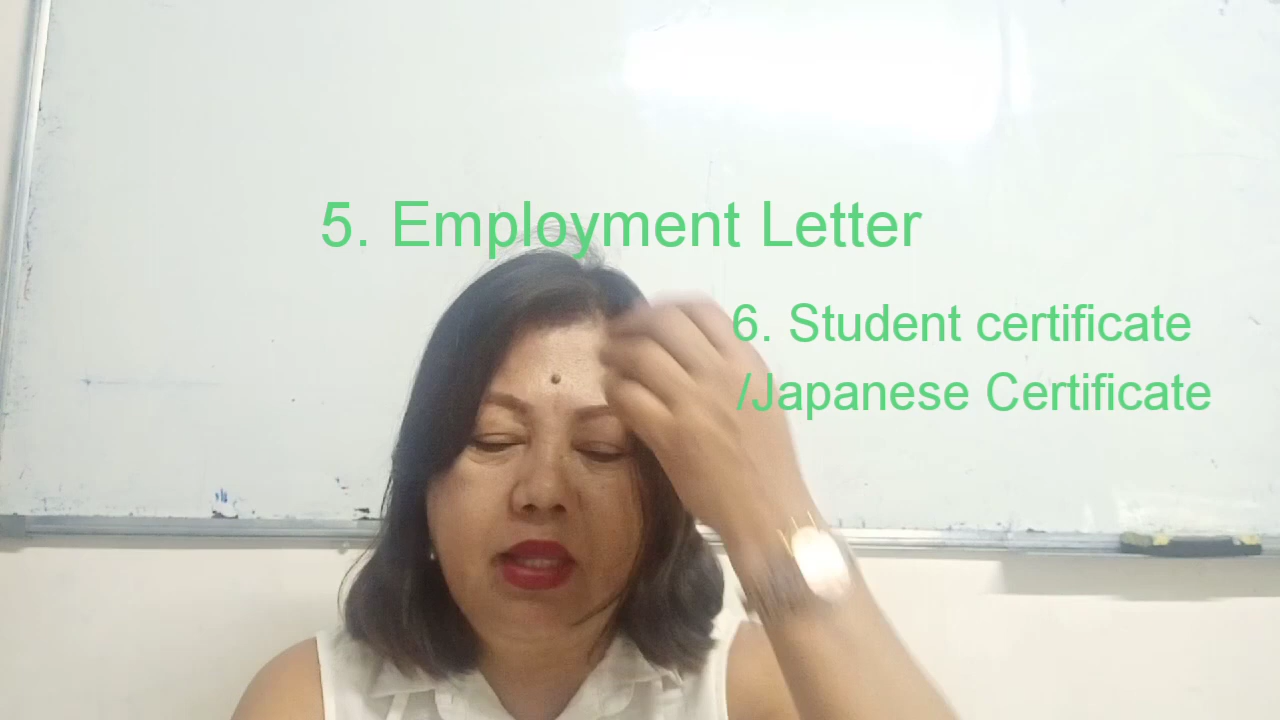 5. Employment Letter
6. Student certificate
/Japanese Certificate